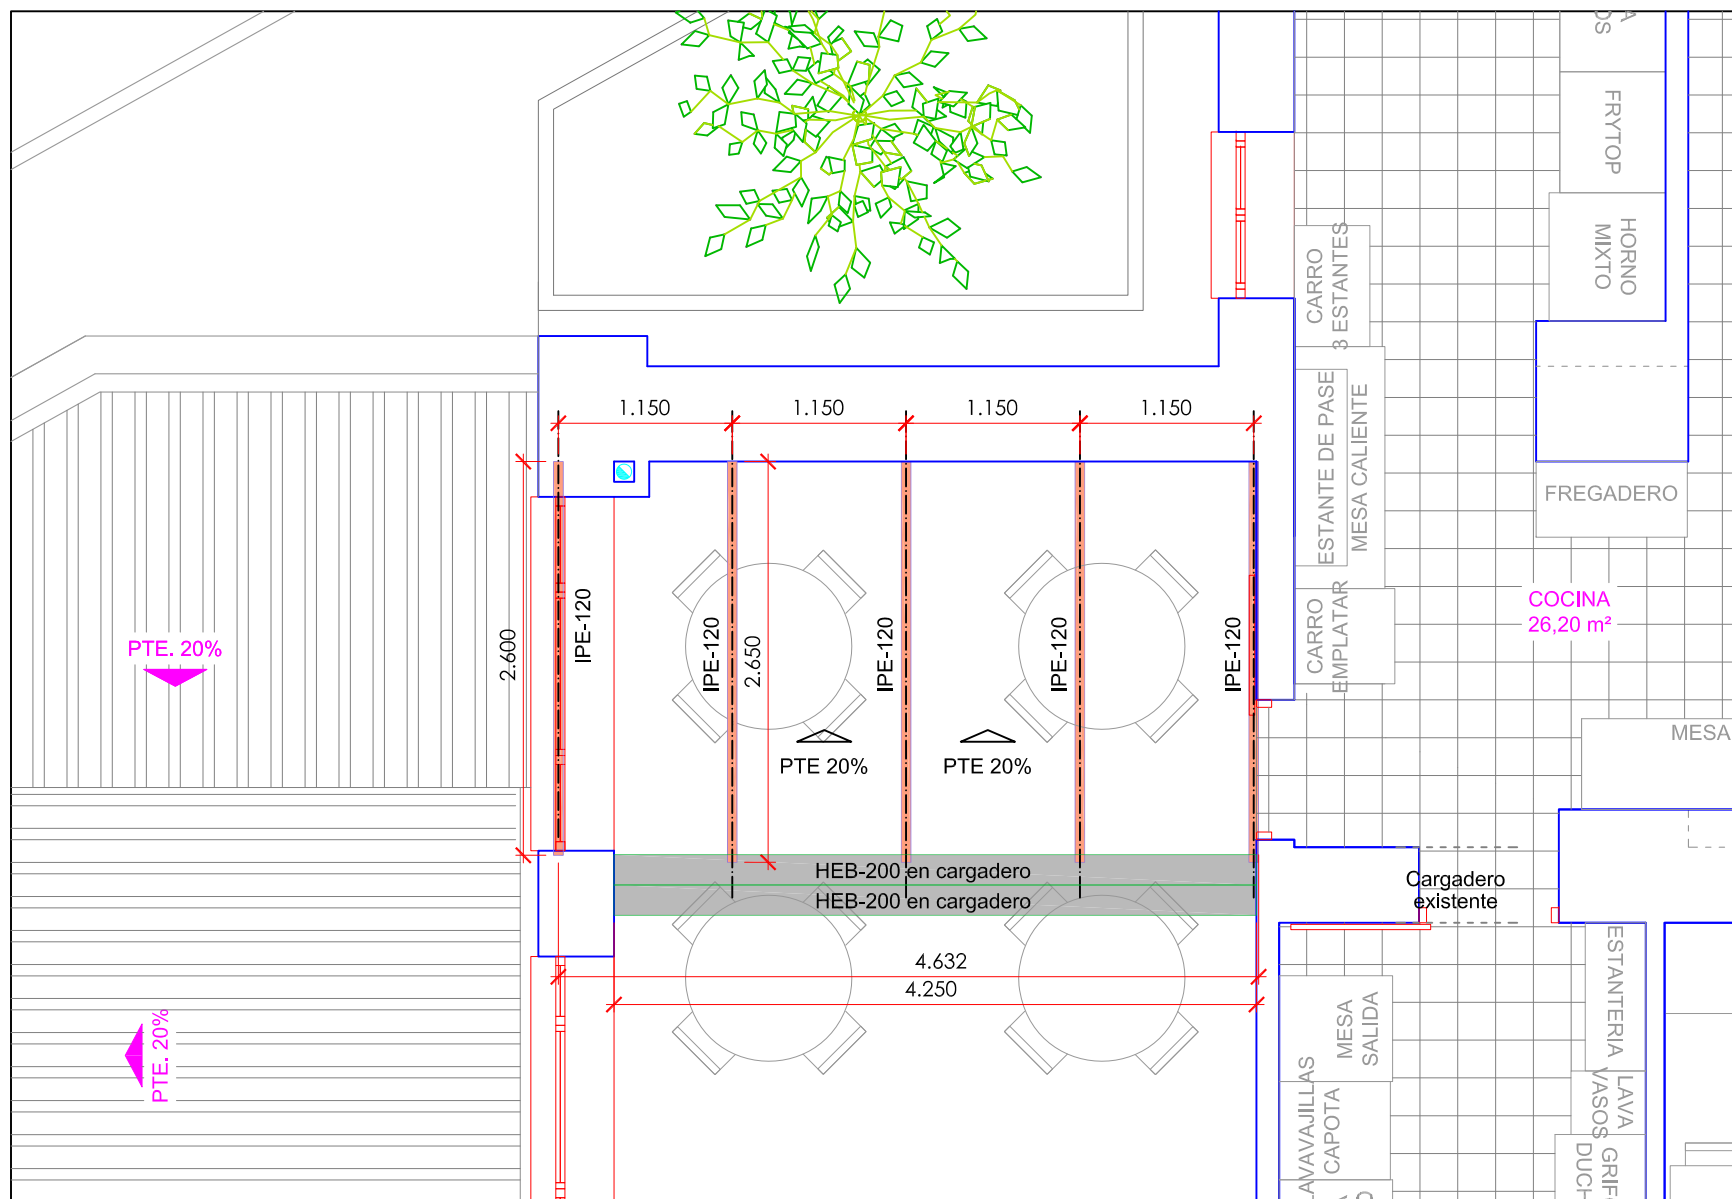 FRYTOP
HORNO
MIXTO
CARRO
3 ESTANTES
1.150
1.150
1.150
1.150
ESTANTE DE PASE
MESA CALIENTE
FREGADERO
COCINA
26,20 m²
CARRO
EMPLATAR
PTE. 20%
2.600
IPE-120
IPE-120
2.650
IPE-120
IPE-120
IPE-120
PTE 20%
PTE 20%
MESA
HEB-200 en cargadero
HEB-200 en cargadero
Cargadero
existente
4.632
4.250
PTE. 20%
MESA
SALIDA
ESTANTERIA
LAVAVAJILLAS
CAPOTA
LAVA
VASOS
GRIF
DUCH